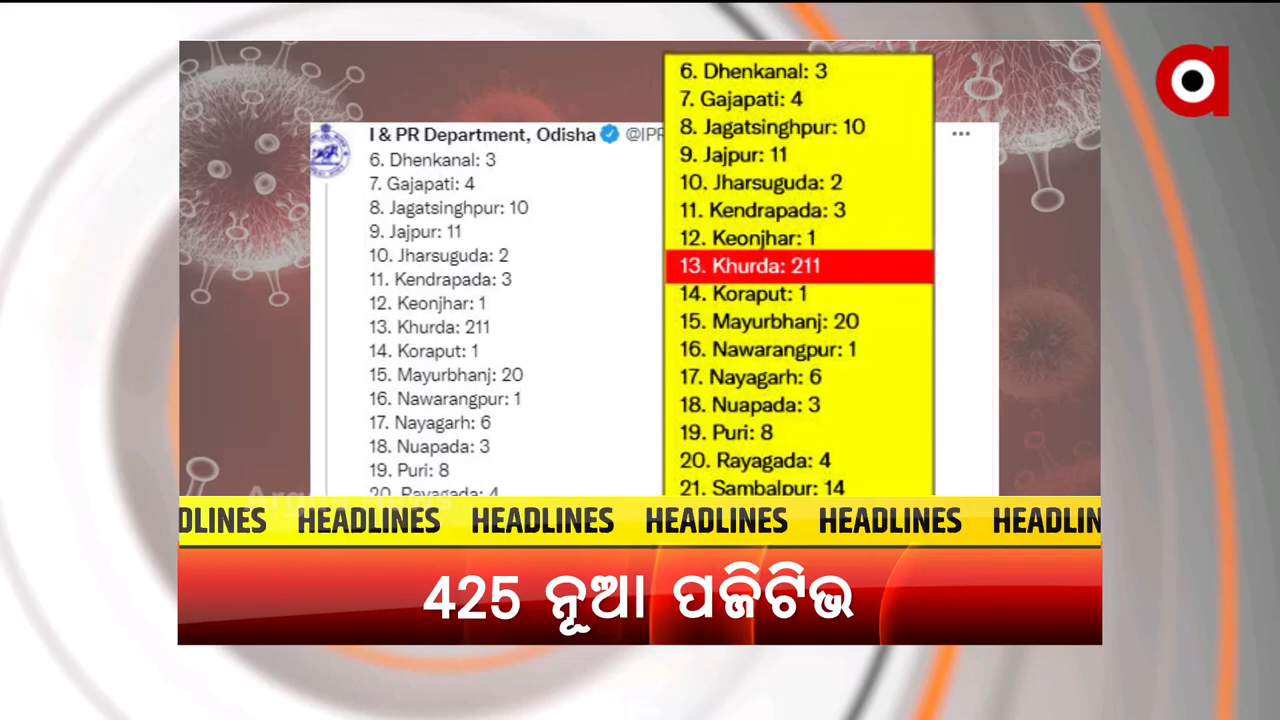 I & PR Department, Odisha @IPR
6. Dhenkanal: 3
7. Gajapati: 4
8. Jagatsinghpur: 10
9. Jajpur: 11
10. Jharsuguda: 2
11. Kendrapada: 3
12. Keonjhar: 1
13. Khurda: 211
14. Koraput: 1
15. Mayurbhanj: 20
16. Nawarangpur: 1
17. Nayagarh: 6
18. Nuapada: 3
19. Puri: 8
20. Rayagada: 4
6. Dhenkanal: 3
7. Gajapati: 4
8. Jagatsinghpur: 10
9. Jajpur: 11
10. Jharsuguda: 2
11. Kendrapada: 3
12. Keonjhar: 1
13. Khurda: 211
14. Koraput: 1
15. Mayurbhanj: 20
16. Nawarangpur: 1
17. Nayagarh: 6
18. Nuapada: 3
19. Puri: 8
20. Rayagada: 4
21. Sambalpur: 14
DLINES HEADLINES HEADLINES HEADLINES HEADLINES HEADLIN
425 ନୂଆ ପଜିଟିଭ